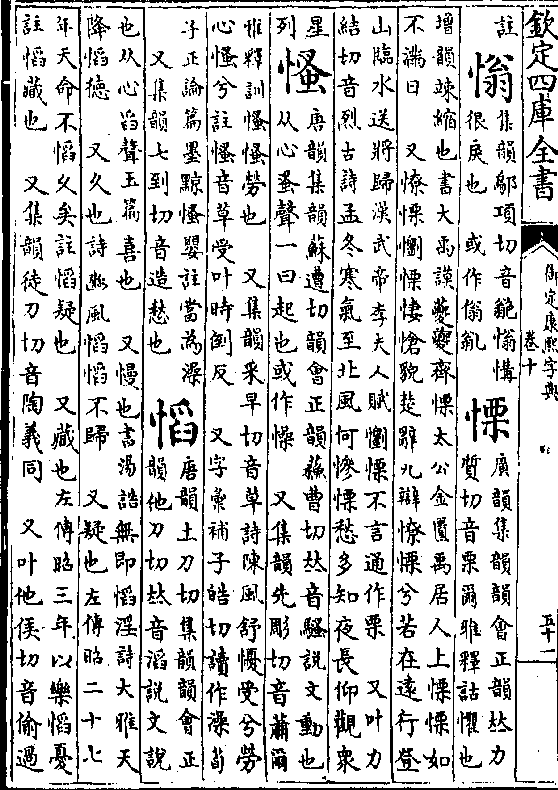 欽定四庫全書
御定康熙字典
卷十
五十二
註
慃
集韻鄔項切音䩺慃㥬
很戾也 或作傟
慄
廣韻集韻韻會正韻𠀤力
質切音栗爾雅釋詁懼也
增韻竦縮也書大禹謨夔夔齊慄太公金匱禹居人上慄慄如
不滿日 又憭慄懰慄悽愴貌楚辭九辯憭慄兮若在遠行登
山臨水送將歸漢武帝李夫人賦懰慄不言通作栗 又叶力
結切音烈古詩孟冬寒氣至北風何慘慄愁多知夜長仰觀衆
星列
慅
唐韻集韻蘇遭切韻會正韻蘇曹切𠀤音騷說文動也
从心蚤聲一曰起也或作懆 又集韻先彫切音蕭爾
雅釋訓慅慅勞也 又集韻采早切音草詩陳風舒懮受兮勞
心慅兮註慅音草受叶時倒反 又字彙補子皓切讀作澡荀
子正論篇墨黥慅嬰註當為澡
又集韻七到切音造愁也
慆
唐韻土刀切集韻韻會正
韻他刀切𠀤音滔說文說
也从心舀聲玉篇喜也 又慢也書湯誥無即慆淫詩大雅天
降慆德 又久也詩豳風慆慆不歸 又疑也左傳昭二十七
年天命不慆久矣註慆疑也 又藏也左傳昭三年以樂慆憂
註慆藏也 又集韻徒刀切音陶義同 又叶他侯切音偷過